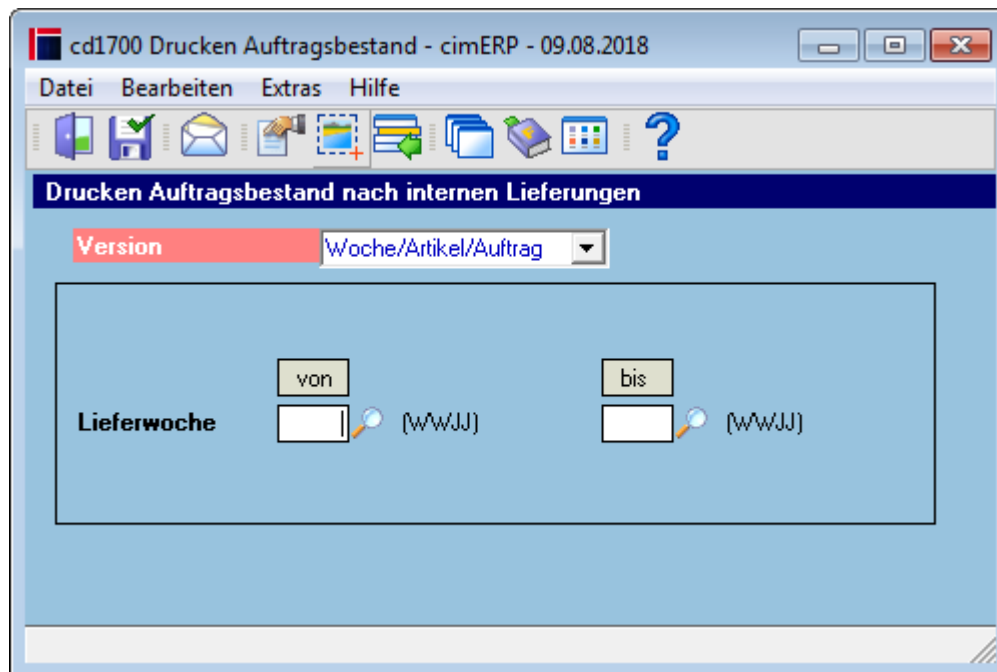 cd1700 Drucken Auftragsbestand - cimERP - 09.08.2018
Datei Bearbeiten Extras Hilfe
Drucken Auftragsbestand nach internen Lieferungen
Version Woche/Artikel/Auftrag
von bis
Lieferwoche (WWJJ) (WWJJ)